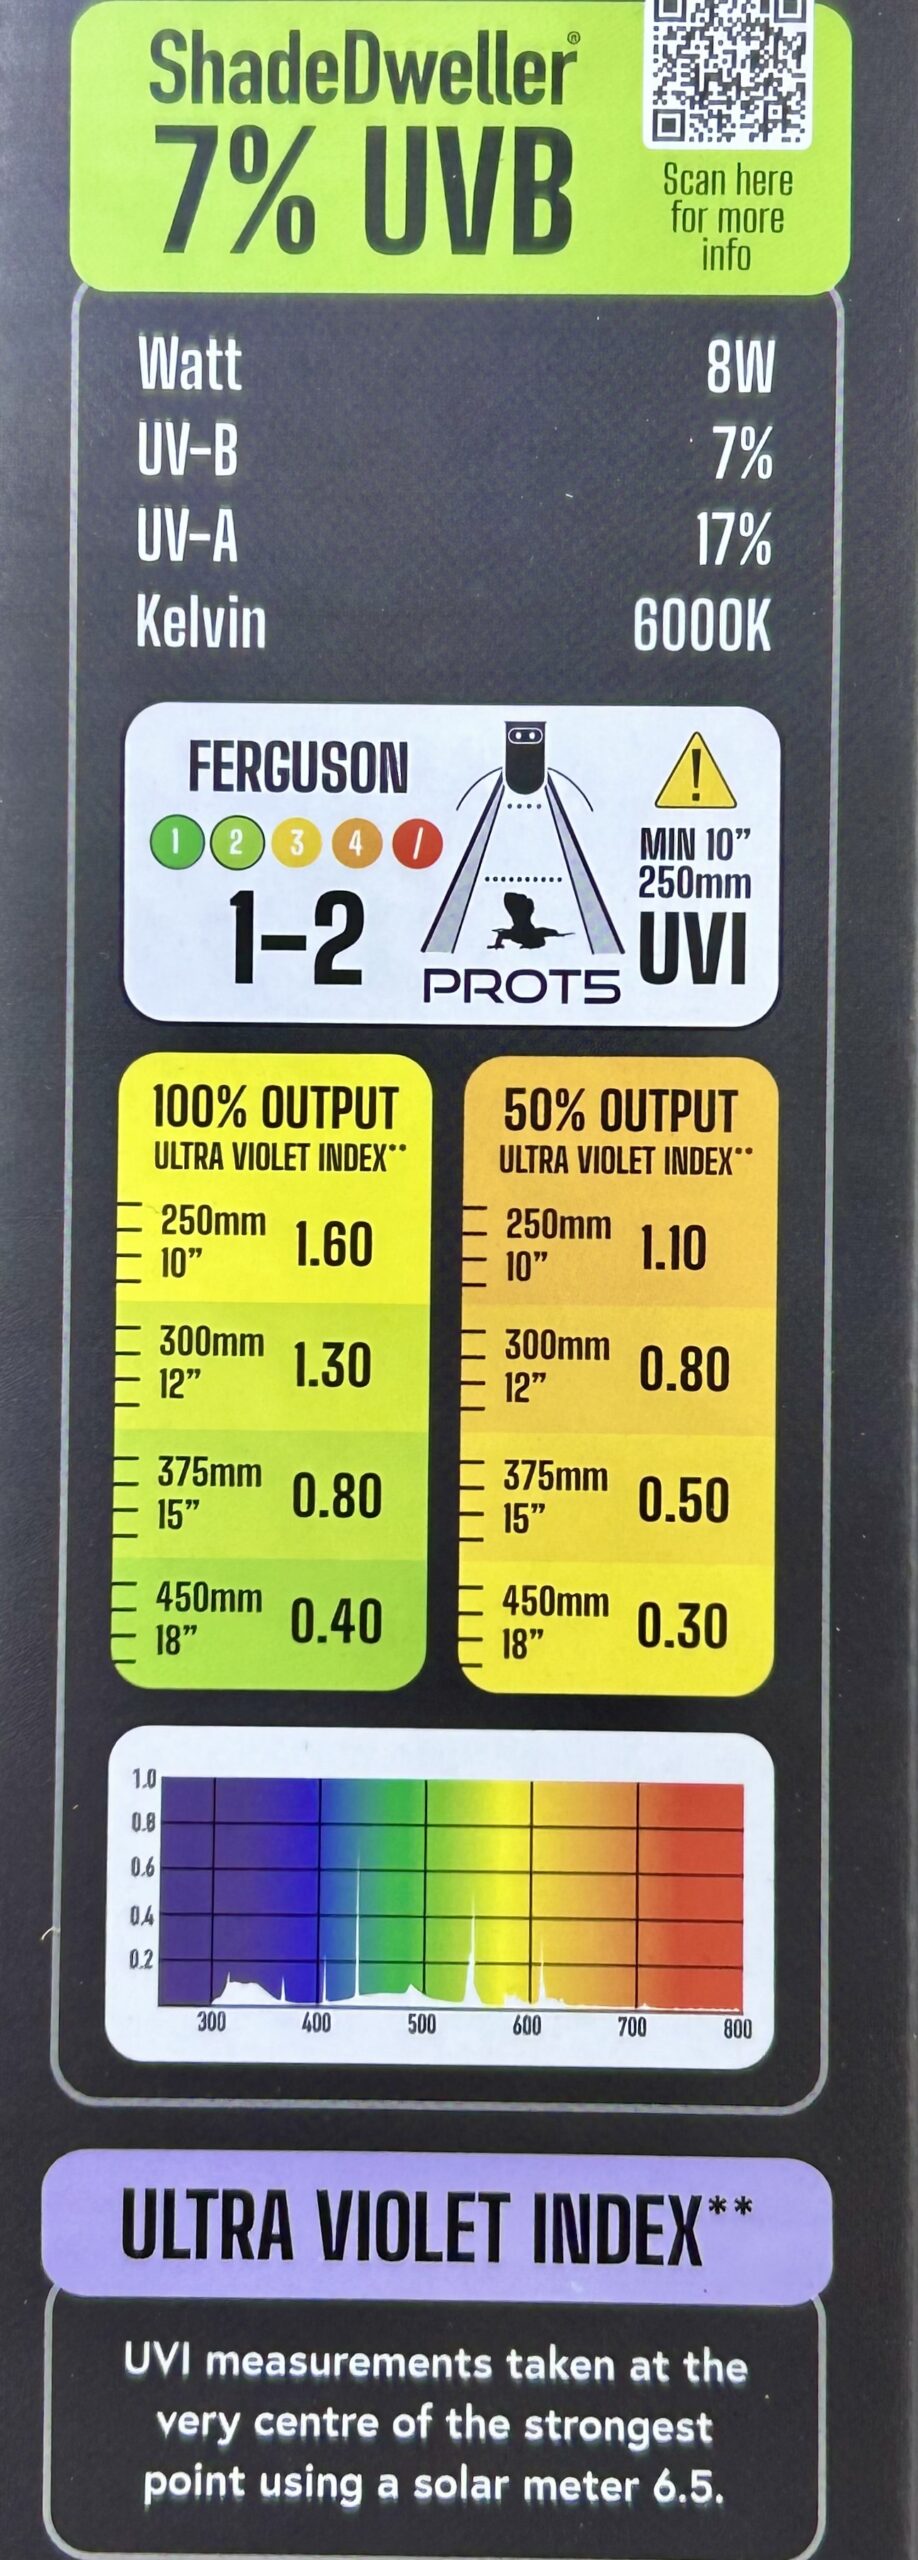 ShadeDweller®
7% UVB
Scan here
for more
info
Watt 8W
UV-B 7%
UV-A 17%
Kelvin 6000K
FERGUSON
1 2 3 4 /
1-2
PROT5
!
MIN 10”
250mm
UVI
100% OUTPUT
ULTRA VIOLET INDEX**
250mm 1.60
10”
300mm 1.30
12”
375mm 0.80
15”
450mm 0.40
18”
50% OUTPUT
ULTRA VIOLET INDEX**
250mm 1.10
10”
300mm 0.80
12”
375mm 0.50
15”
450mm 0.30
18”
1.0
0.8
0.6
0.4
0.2
300 400 500 600 700 800
ULTRA VIOLET INDEX**
UVI measurements taken at the
very centre of the strongest
point using a solar meter 6.5.